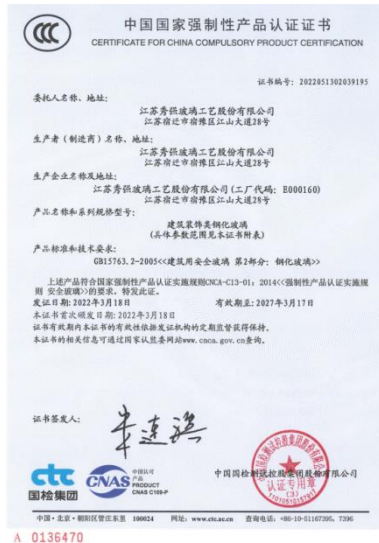 中国国家强制性产品认证证书
CERTIFICATE FOR CHINA COMPULSORY PRODUCT CERTIFICATION
证书编号: 2022051302039195
委托人名称、地址:
江苏秀强玻璃工艺股份有限公司
江苏宿迁市宿豫区江山大道28号
生产者（制造商）名称、地址:
江苏秀强玻璃工艺股份有限公司
江苏宿迁市宿豫区江山大道28号
生产企业名称及地址:
江苏秀强玻璃工艺股份有限公司(工厂代码: E000160)
江苏宿迁市宿豫区江山大道28号
产品名称和系列规格型号:
建筑装饰类钢化玻璃
(具体参数范围见本证书附表)
产品标准和技术要求:
GB15763.2-2005<<建筑用安全玻璃 第2部分: 钢化玻璃>>
上述产品符合国家强制性产品认证实施规则CNCA-C13-01: 2014<<强制性产品认证实施规
则 安全玻璃>>的要求, 特发此证。
发证日期: 2022年3月18日 有效期至: 2027年3月17日
本证书首次颁发日期: 2022年3月18日
证书有效期内本证书的有效性依据发证机构的定期监督获得保持。
本证书的相关信息可通过国家认监委网站www.cnca.gov.cn查询。
证书签发人:
ctc
国检集团
CNAS
中国认可
产品
PRODUCT
CNAS C109-P
中国国检测试控股集团股份有限公司
认证专用章
(3)
中国·北京·朝阳区管庄东里 100024 网址: www.ctc.ac.cn 查询电话: +86-10-51167395, 7396
A 0136470